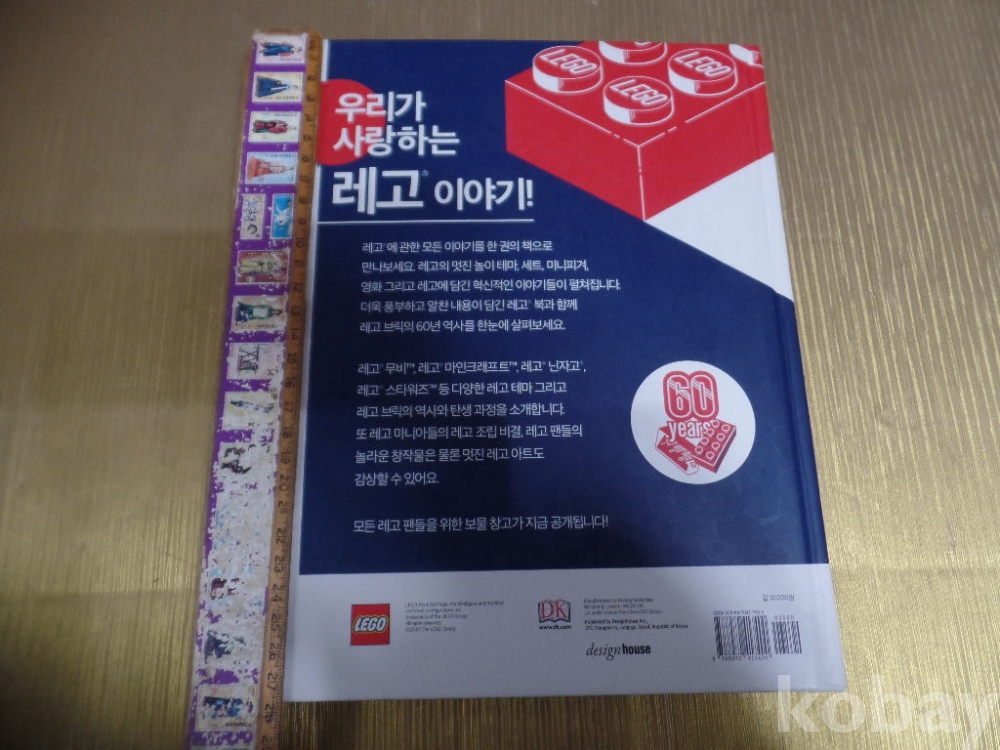 LEGO
LEGO
LEGO
LEGO
우리가
사랑하는
레고® 이야기!
레고®에 관한 모든 이야기를 한 권의 책으로
만나보세요. 레고의 멋진 놀이 테마, 세트, 미니피겨,
영화 그리고 레고에 담긴 혁신적인 이야기들이 펼쳐집니다.
더욱 풍부하고 알찬 내용이 담긴 레고® 북과 함께
레고 브릭의 60년 역사를 한눈에 살펴보세요.
레고® 무비™, 레고® 마인크래프트™, 레고® 닌자고®,
레고® 스타워즈™ 등 다양한 레고 테마 그리고
레고 브릭의 역사와 탄생 과정을 소개합니다.
또 레고 마니아들의 레고 조립 비결, 레고 팬들의
놀라운 창작물은 물론 멋진 레고 아트도
감상할 수 있어요.
60
years
모든 레고 팬들을 위한 보물 창고가 지금 공개됩니다!
LEGO
DK
www.dk.com
design house
값 30,000원
03580
kobay